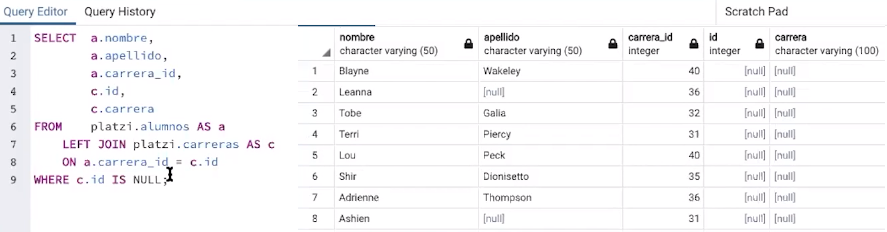 Query Editor Query History
1 SELECT a.nombre,
2 a.apellido,
3 a.carrera_id,
4 c.id,
5 c.carrera
6 FROM platzi.alumnos AS a
7 LEFT JOIN platzi.carreras AS c
8 ON a.carrera_id = c.id
9 WHERE c.id IS NULL;
Scratch Pad
nombre apellido carrera_id id carrera
character varying (50) character varying (50) integer integer character varying (100)
1 Blayne Wakeley 40 [null] [null]
2 Leanna [null] 36 [null] [null]
3 Tobe Galia 32 [null] [null]
4 Terri Piercy 31 [null] [null]
5 Lou Peck 40 [null] [null]
6 Shir Dionisetto 35 [null] [null]
7 Adrienne Thompson 36 [null] [null]
8 Ashien [null] 31 [null] [null]